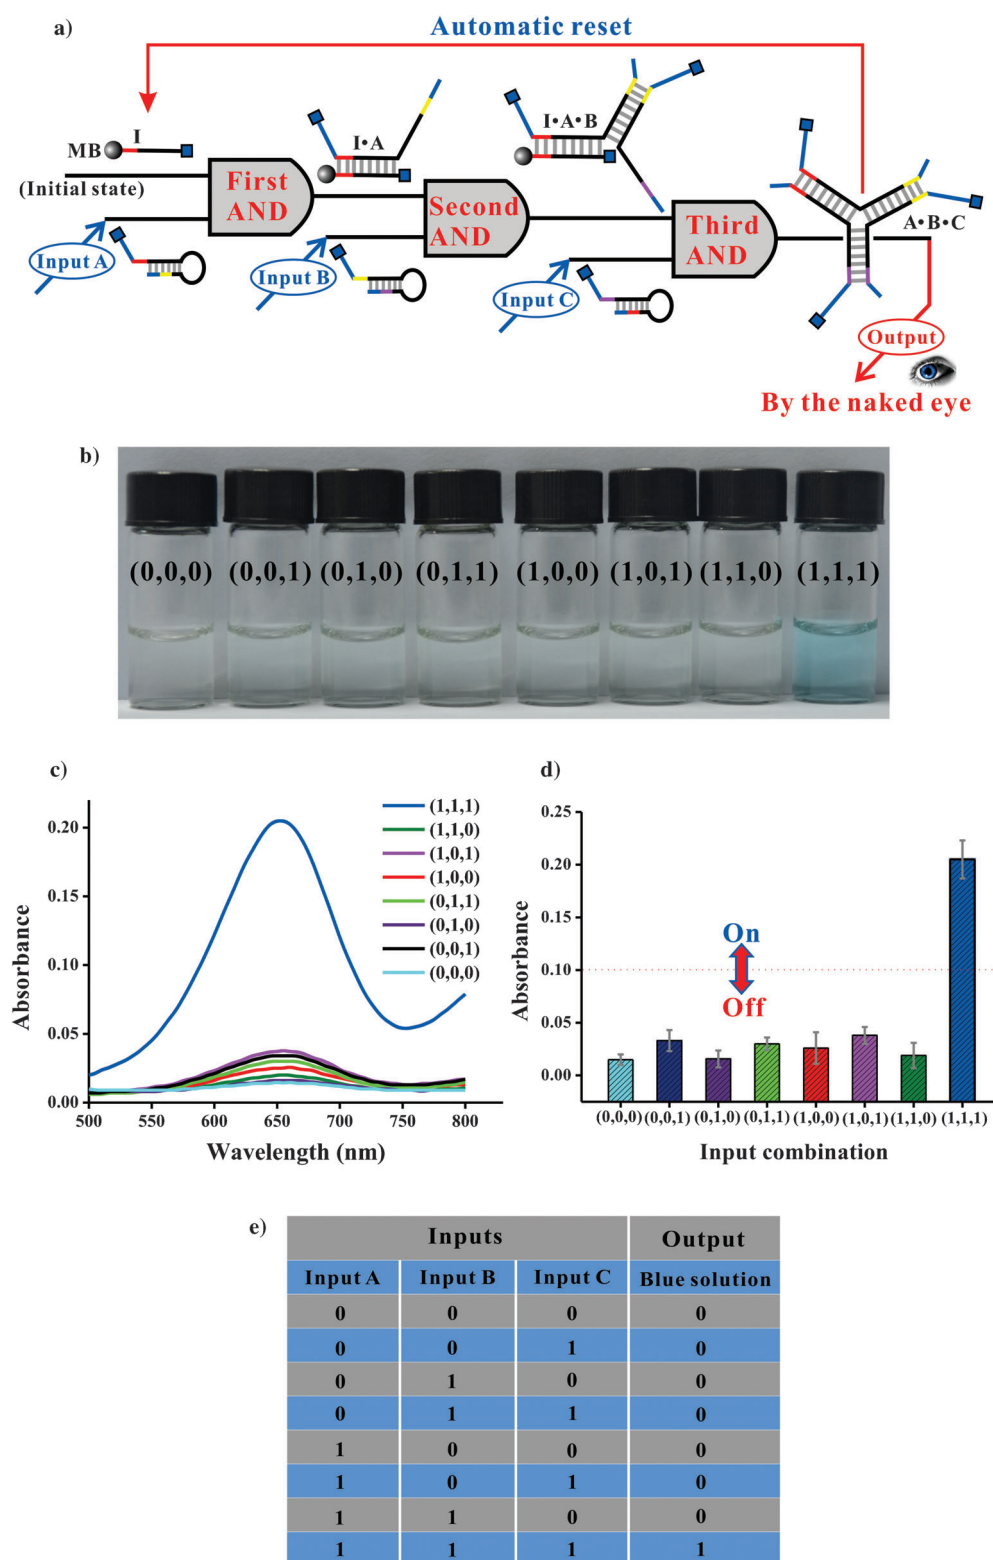 a)
Automatic reset
I
MB
(Initial state)
I•A
I•A•B
A•B•C
First
AND
Second
AND
Third
AND
Input A
Input B
Input C
Output
By the naked eye
b)
(0,0,0) (0,0,1) (0,1,0) (0,1,1) (1,0,0) (1,0,1) (1,1,0) (1,1,1)
c)
0.20
0.15
0.10
0.05
0.00
Absorbance
500 550 600 650 700 750 800
Wavelength (nm)
(1,1,1)
(1,1,0)
(1,0,1)
(1,0,0)
(0,1,1)
(0,1,0)
(0,0,1)
(0,0,0)
d)
0.25
0.20
0.15
0.10
0.05
0.00
Absorbance
On
Off
(0,0,0) (0,0,1) (0,1,0) (0,1,1) (1,0,0) (1,0,1) (1,1,0) (1,1,1)
Input combination
e)
Inputs Output
Input A Input B Input C Blue solution
0 0 0 0
0 0 1 0
0 1 0 0
0 1 1 0
1 0 0 0
1 0 1 0
1 1 0 0
1 1 1 1